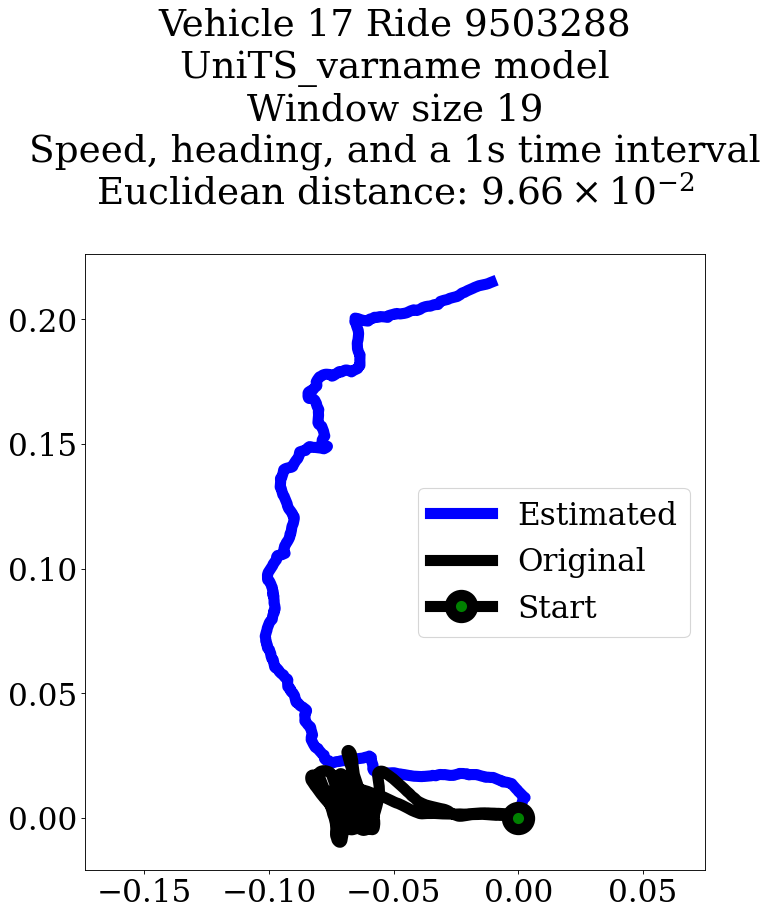 Vehicle 17 Ride 9503288
UniTS_varname model
Window size 19
Speed, heading, and a 1s time interval
Euclidean distance: 9.66 × 10⁻²
0.20
0.15
0.10
0.05
0.00
Estimated
Original
Start
−0.15 −0.10 −0.05 0.00 0.05